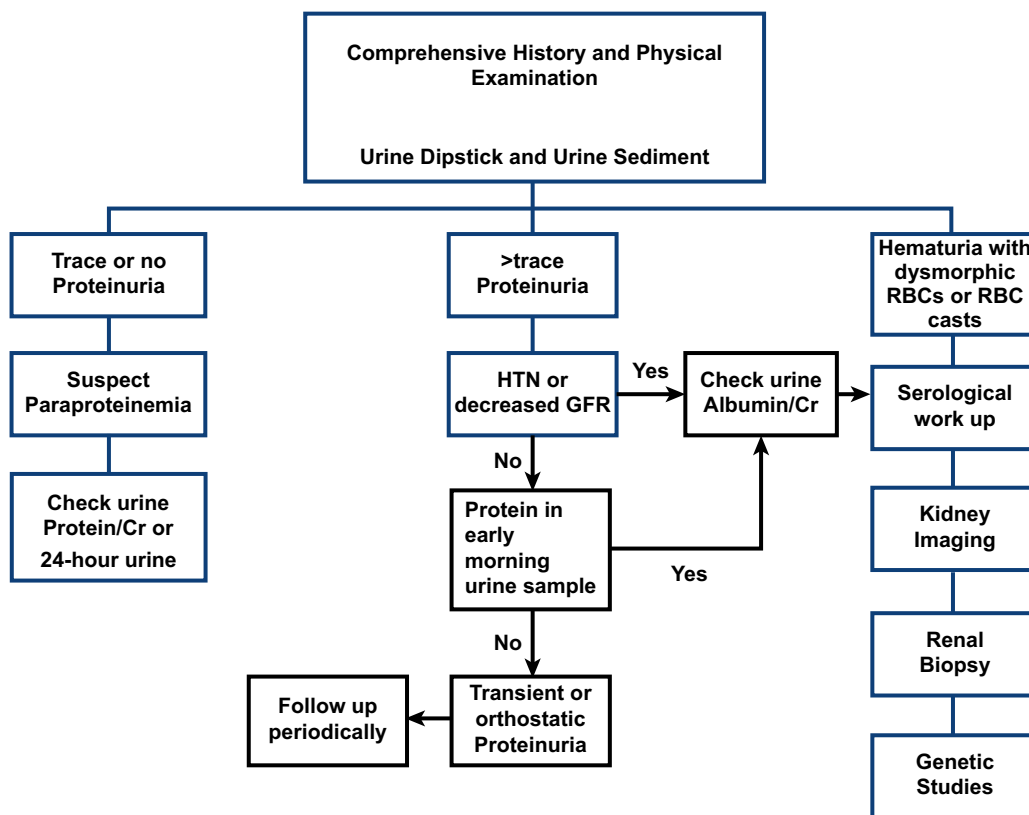 Comprehensive History and Physical
Examination
Urine Dipstick and Urine Sediment
Trace or no
Proteinuria
>trace
Proteinuria
Hematuria with
dysmorphic
RBCs or RBC
casts
Suspect
Paraproteinemia
HTN or
decreased GFR
Yes
Check urine
Albumin/Cr
Serological
work up
No
Check urine
Protein/Cr or
24-hour urine
Protein in
early
morning
urine sample
Yes
Kidney
Imaging
No
Renal
Biopsy
Follow up
periodically
Transient or
orthostatic
Proteinuria
Genetic
Studies